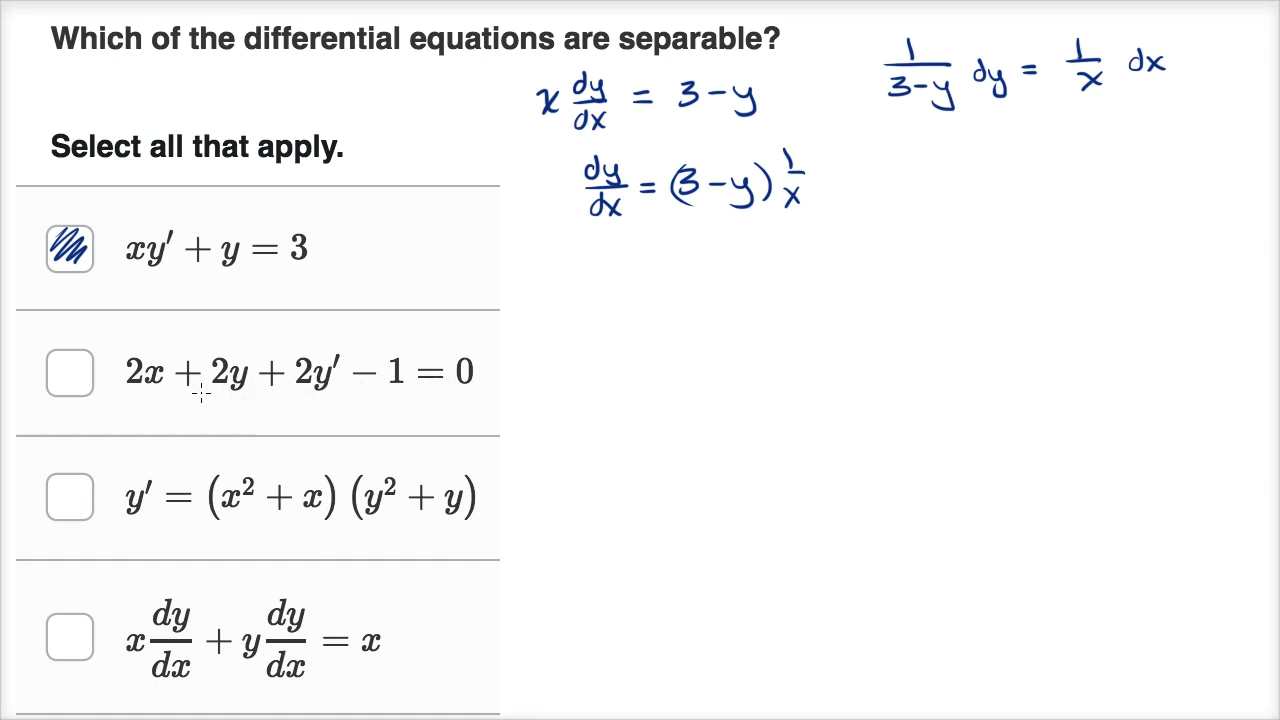 Which of the differential equations are separable?
x dy/dx = 3 - y
1/(3-y) dy = 1/x dx
Select all that apply.
dy/dx = (3 - y) 1/x
xy′ + y = 3
2x + 2y + 2y′ − 1 = 0
y′ = (x² + x) (y² + y)
x dy/dx + y dy/dx = x